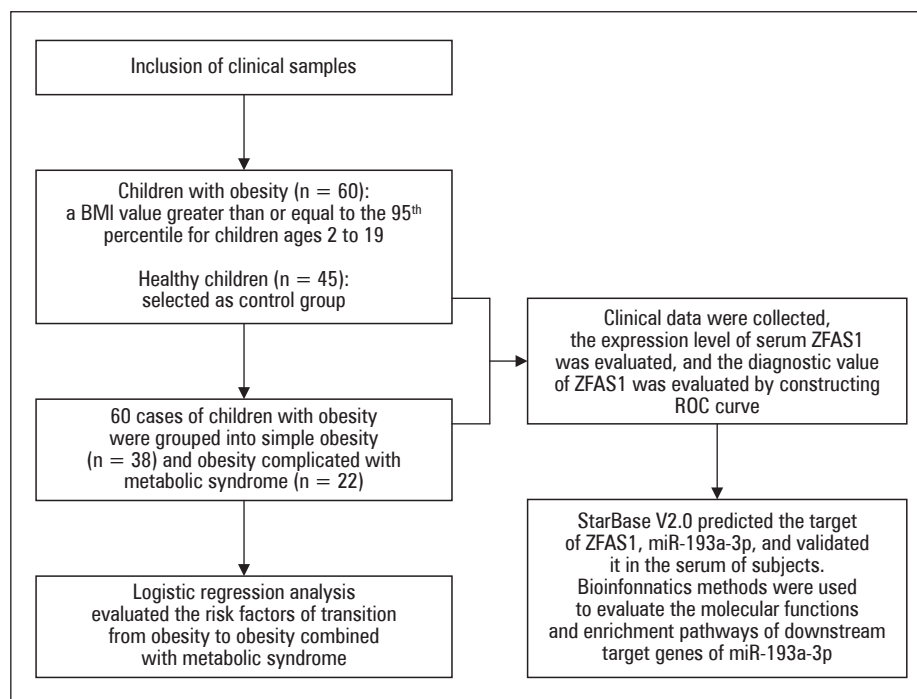 Inclusion of clinical samples
Children with obesity (n = 60):
a BMI value greater than or equal to the 95th
percentile for children ages 2 to 19
Healthy children (n = 45):
selected as control group
60 cases of children with obesity
were grouped into simple obesity
(n = 38) and obesity complicated with
metabolic syndrome (n = 22)
Logistic regression analysis
evaluated the risk factors of transition
from obesity to obesity combined
with metabolic syndrome
Clinical data were collected,
the expression level of serum ZFAS1
was evaluated, and the diagnostic value
of ZFAS1 was evaluated by constructing
ROC curve
StarBase V2.0 predicted the target
of ZFAS1, miR-193a-3p, and validated
it in the serum of subjects.
Bioinfonnatics methods were used
to evaluate the molecular functions
and enrichment pathways of downstream
target genes of miR-193a-3p